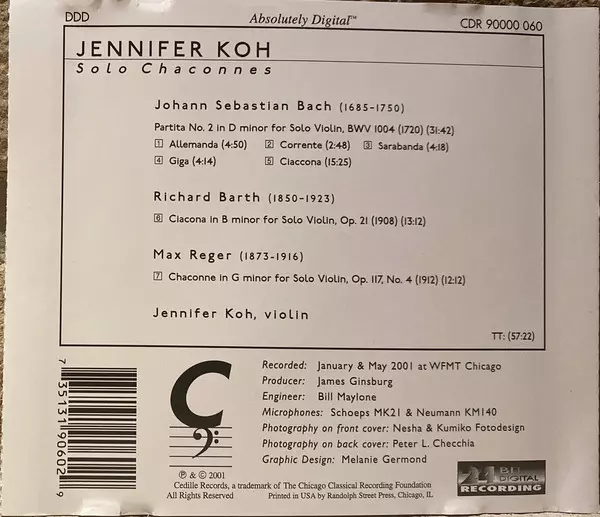 DDD Absolutely Digital™ CDR 90000 060
JENNIFER KOH
Solo Chaconnes
Johann Sebastian Bach (1685-1750)
Partita No. 2 in D minor for Solo Violin, BWV 1004 (1720) (31:42)
1 Allemanda (4:50) 2 Corrente (2:48) 3 Sarabanda (4:18)
4 Giga (4:14) 5 Ciaccona (15:25)
Richard Barth (1850-1923)
6 Ciacona in B minor for Solo Violin, Op. 21 (1908) (13:12)
Max Reger (1873-1916)
7 Chaconne in G minor for Solo Violin, Op. 117, No. 4 (1912) (12:12)
Jennifer Koh, violin
TT: (57:22)
Recorded: January & May 2001 at WFMT Chicago
Producer: James Ginsburg
Engineer: Bill Maylone
Microphones: Schoeps MK21 & Neumann KM140
Photography on front cover: Nesha & Kumiko Fotodesign
Photography on back cover: Peter L. Checchia
Graphic Design: Melanie Germond
7 35131 90602 9
C
℗ & © 2001
Cedille Records, a trademark of The Chicago Classical Recording Foundation
All Rights Reserved Printed in USA by Randolph Street Press, Chicago, IL
24 BIT
DIGITAL
RECORDING